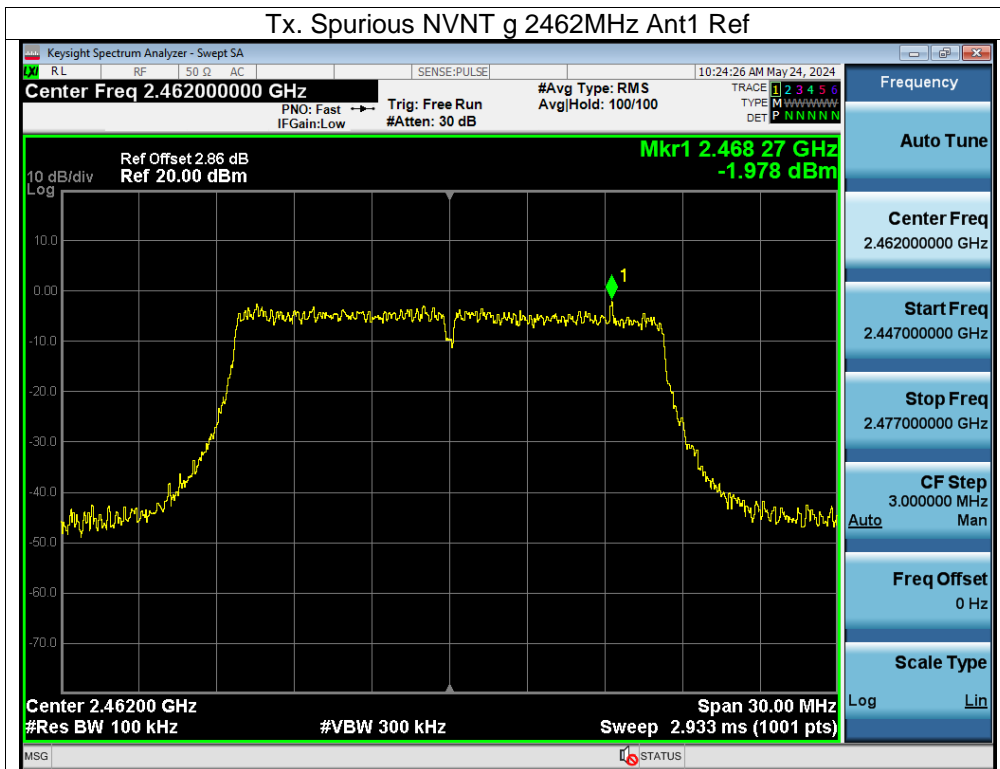 Tx. Spurious NVNT g 2462MHz Ant1 Ref
Keysight Spectrum Analyzer - Swept SA
LXI RL RF 50 Ω AC SENSE:PULSE 10:24:26 AM May 24, 2024
Center Freq 2.462000000 GHz
PNO: Fast
IFGain:Low
Trig: Free Run
#Atten: 30 dB
#Avg Type: RMS
Avg|Hold: 100/100
TRACE 1 2 3 4 5 6
TYPE M WWWWW
DET P N N N N N
Ref Offset 2.86 dB
10 dB/div Ref 20.00 dBm
Log
Mkr1 2.468 27 GHz
-1.978 dBm
10.0
0.00
-10.0
-20.0
-30.0
-40.0
-50.0
-60.0
-70.0
1
Center 2.46200 GHz Span 30.00 MHz
#Res BW 100 kHz #VBW 300 kHz Sweep 2.933 ms (1001 pts)
Frequency
Auto Tune
Center Freq
2.462000000 GHz
Start Freq
2.447000000 GHz
Stop Freq
2.477000000 GHz
CF Step
3.000000 MHz
Auto Man
Freq Offset
0 Hz
Scale Type
Log Lin
MSG STATUS